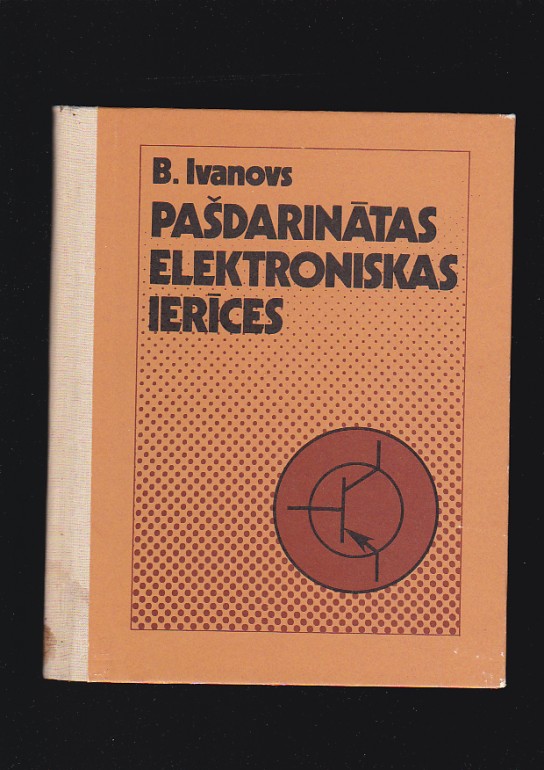 B. Ivanovs
PAŠDARINĀTAS
ELEKTRONISKAS
IERĪCES